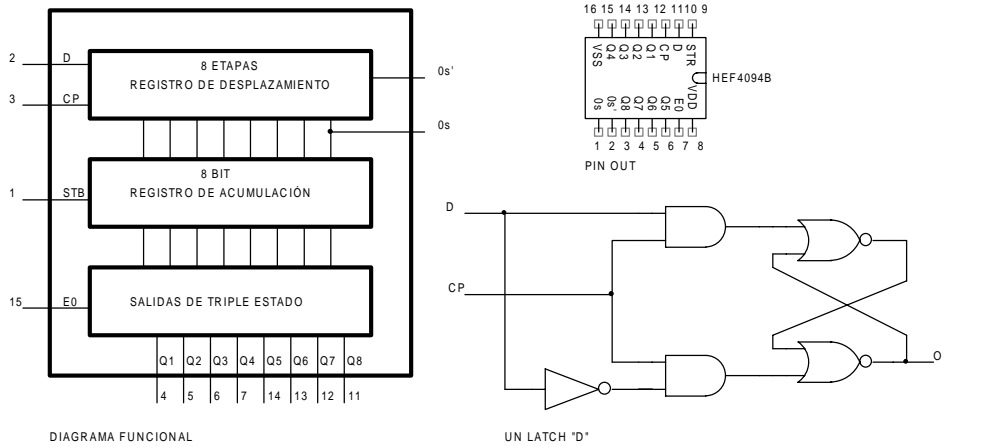 2 D
3 CP
8 ETAPAS
REGISTRO DE DESPLAZAMIENTO
0s'
0s
8 BIT
REGISTRO DE ACUMULACIÓN
1 STB
SALIDAS DE TRIPLE ESTADO
15 E0
Q1 Q2 Q3 Q4 Q5 Q6 Q7 Q8
4 5 6 7 14 13 12 11
DIAGRAMA FUNCIONAL
16 15 14 13 12 11 10 9
VSS Q4 Q3 Q2 Q1 CP D STR
HEF4094B
0s 0s' Q8 Q7 Q6 Q5 E0 VDD
1 2 3 4 5 6 7 8
PIN OUT
D
CP
O
UN LATCH "D"